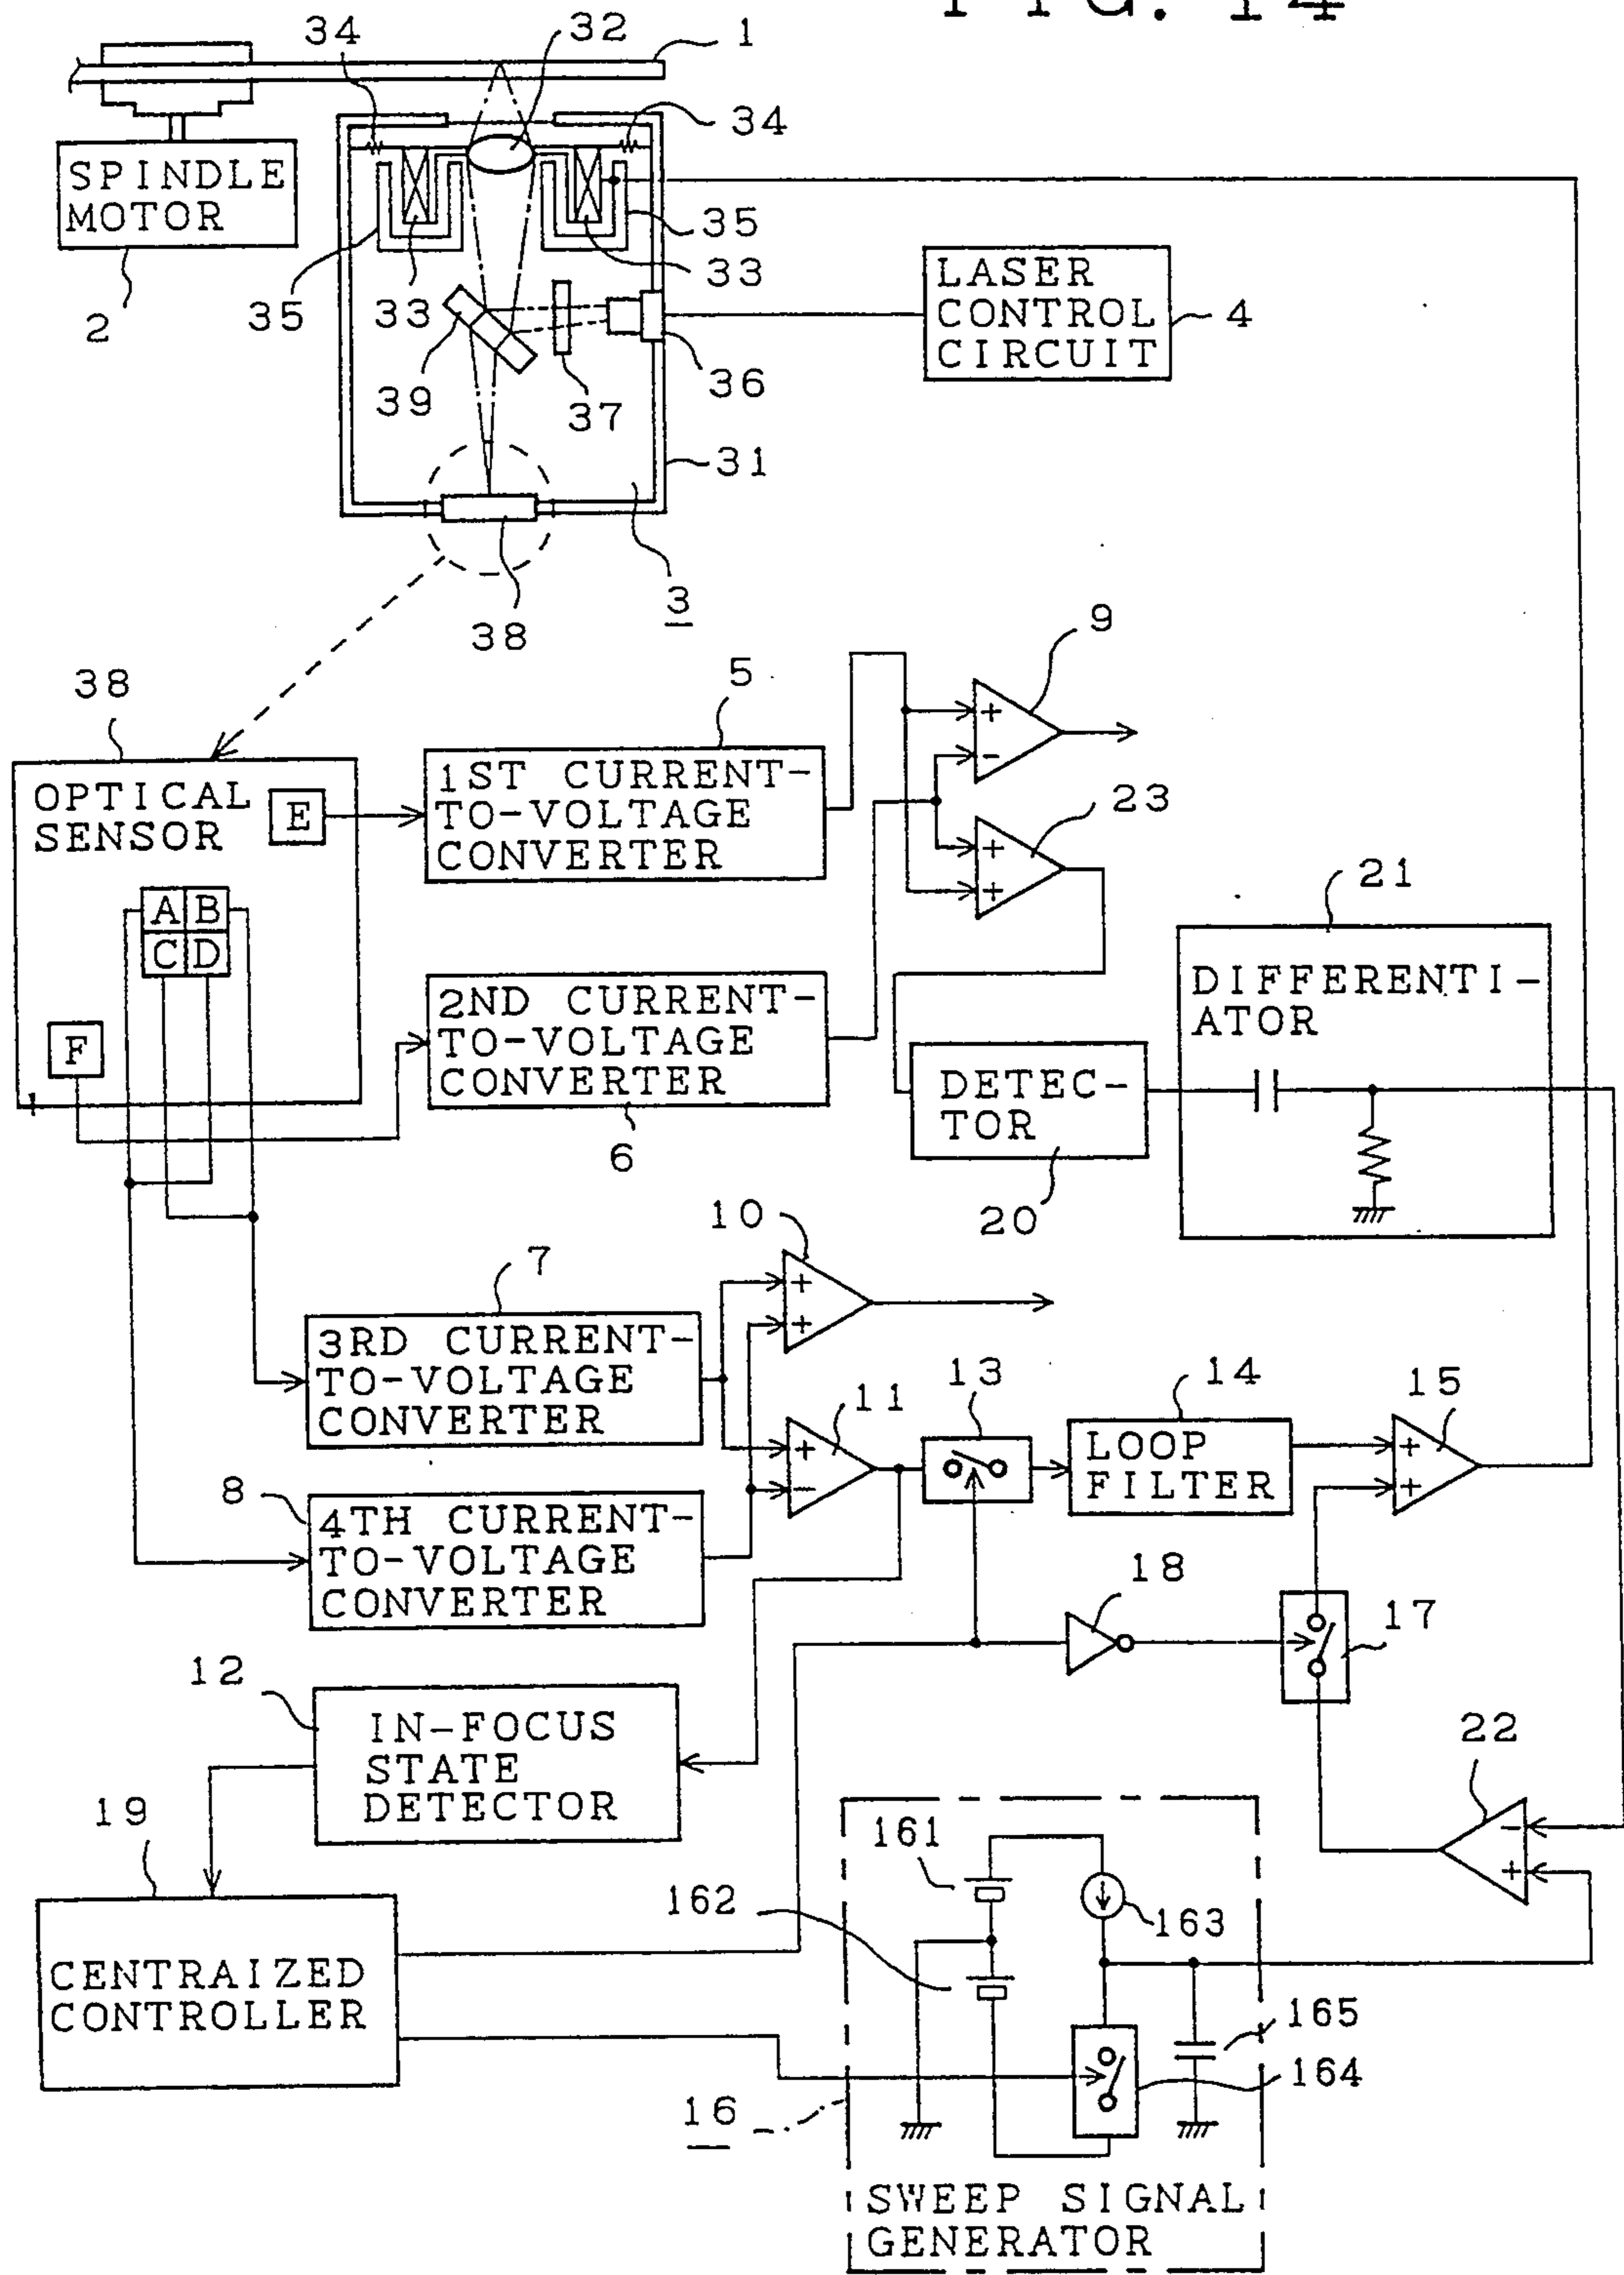 FIG. 14
34
32
1
34
SPINDLE
MOTOR
2
35
33
35
33
LASER
CONTROL
CIRCUIT
4
39
37
36
31
38
3
38
OPTICAL
SENSOR
E
A B
C D
F
5
1ST CURRENT-
TO-VOLTAGE
CONVERTER
9
+
-
23
+
+
2ND CURRENT-
TO-VOLTAGE
CONVERTER
6
DETEC-
TOR
20
21
DIFFERENTI-
ATOR
7
3RD CURRENT-
TO-VOLTAGE
CONVERTER
10
+
+
8
4TH CURRENT-
TO-VOLTAGE
CONVERTER
11
+
-
13
14
LOOP
FILTER
15
+
+
18
17
12
IN-FOCUS
STATE
DETECTOR
22
-
+
19
CENTRAIZED
CONTROLLER
161
162
163
165
164
16
SWEEP SIGNAL
GENERATOR